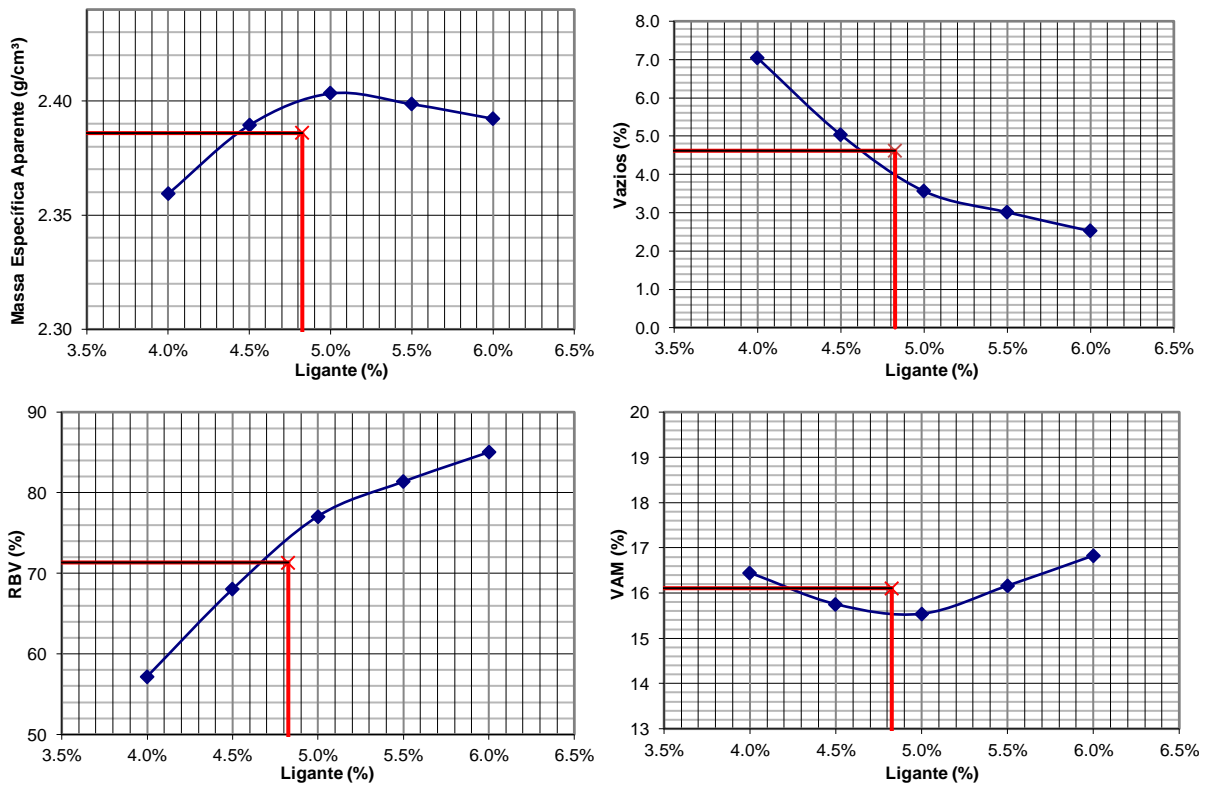 Massa Específica Aparente (g/cm³)
2.40
2.35
2.30
3.5% 4.0% 4.5% 5.0% 5.5% 6.0% 6.5%
Ligante (%)
Vazios (%)
8.0
7.0
6.0
5.0
4.0
3.0
2.0
1.0
0.0
3.5% 4.0% 4.5% 5.0% 5.5% 6.0% 6.5%
Ligante (%)
RBV (%)
90
80
70
60
50
3.5% 4.0% 4.5% 5.0% 5.5% 6.0% 6.5%
Ligante (%)
VAM (%)
20
19
18
17
16
15
14
13
3.5% 4.0% 4.5% 5.0% 5.5% 6.0% 6.5%
Ligante (%)